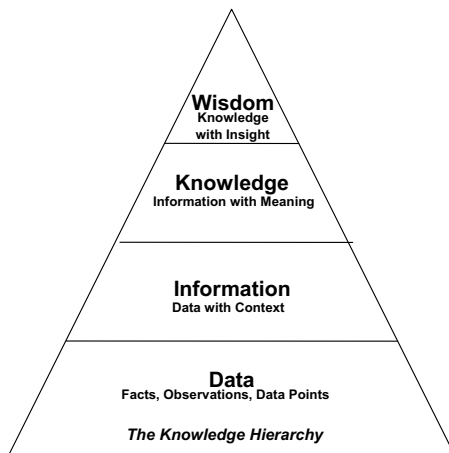 Wisdom
Knowledge
with Insight
Knowledge
Information with Meaning
Information
Data with Context
Data
Facts, Observations, Data Points
The Knowledge Hierarchy